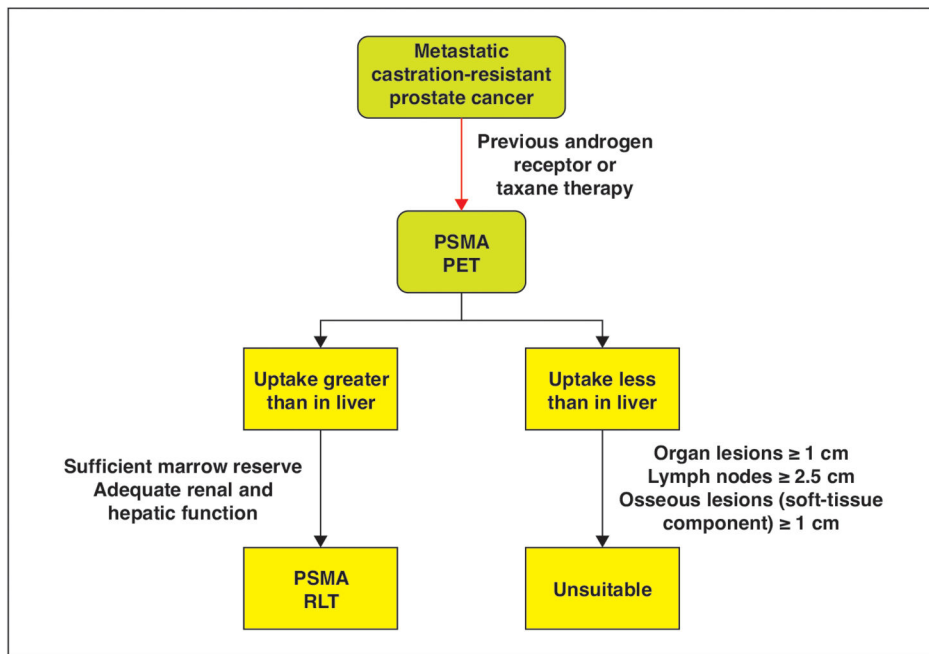 Metastatic
castration-resistant
prostate cancer
Previous androgen
receptor or
taxane therapy
PSMA
PET
Uptake greater
than in liver
Uptake less
than in liver
Sufficient marrow reserve
Adequate renal and
hepatic function
Organ lesions ≥ 1 cm
Lymph nodes ≥ 2.5 cm
Osseous lesions (soft-tissue
component) ≥ 1 cm
PSMA
RLT
Unsuitable